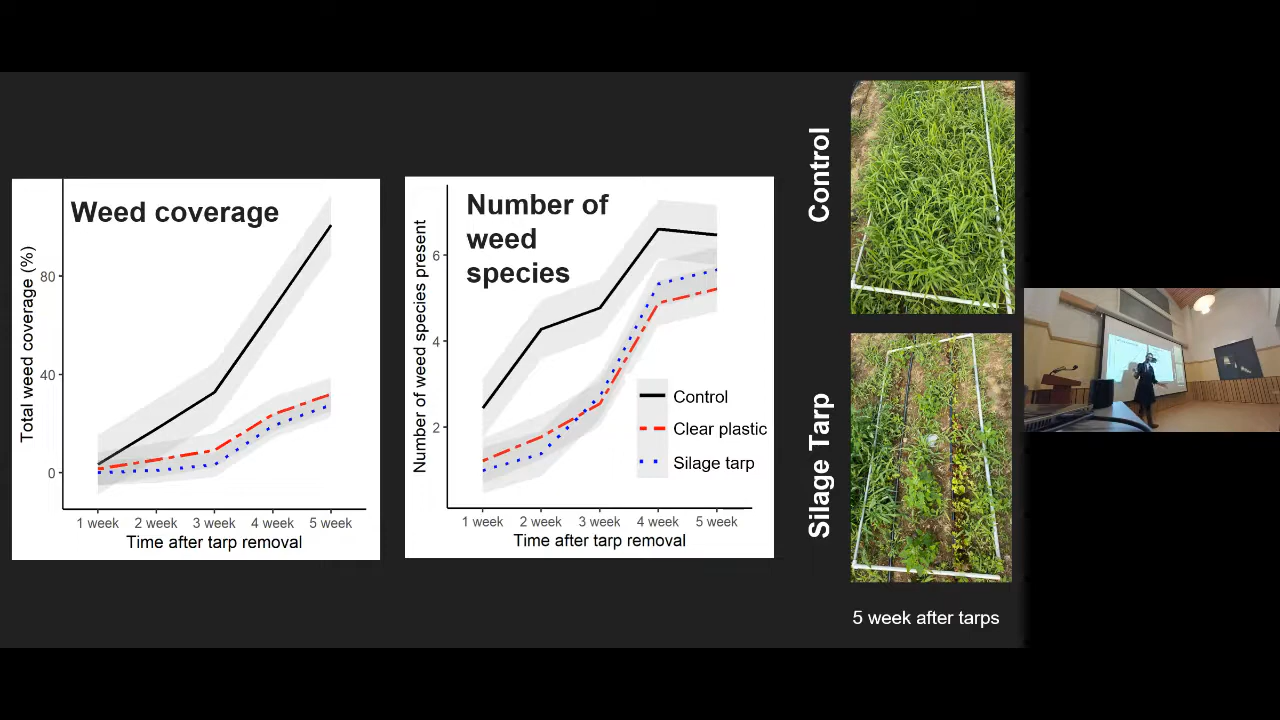 Weed coverage
Total weed coverage (%)
80
40
0
1 week 2 week 3 week 4 week 5 week
Time after tarp removal
Number of
weed
species
Number of weed species present
6
4
2
Control
Clear plastic
Silage tarp
1 week 2 week 3 week 4 week 5 week
Time after tarp removal
Control
Silage Tarp
5 week after tarps